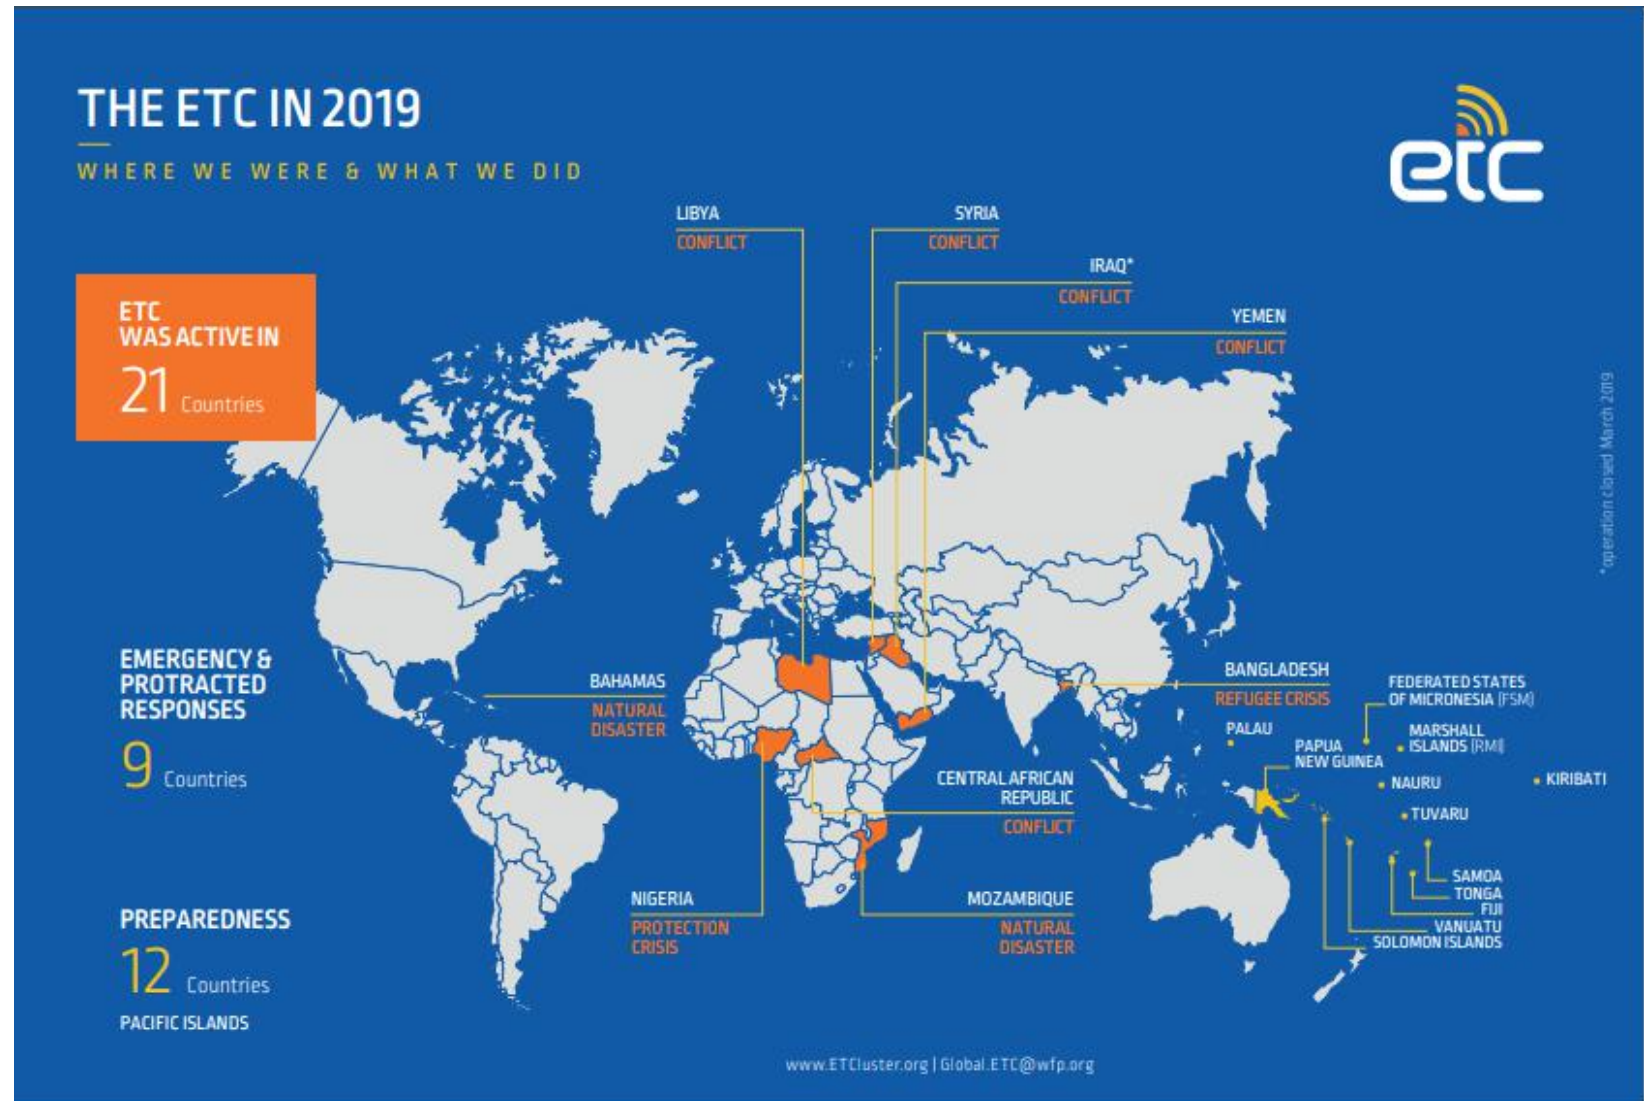 THE ETC IN 2019
WHERE WE WERE & WHAT WE DID
etc
ETC
WAS ACTIVE IN
21 Countries
EMERGENCY &
PROTRACTED
RESPONSES
9 Countries
PREPAREDNESS
12 Countries
PACIFIC ISLANDS
LIBYA
CONFLICT
SYRIA
CONFLICT
IRAQ*
CONFLICT
YEMEN
CONFLICT
BAHAMAS
NATURAL
DISASTER
BANGLADESH
REFUGEE CRISIS
CENTRAL AFRICAN
REPUBLIC
CONFLICT
NIGERIA
PROTECTION
CRISIS
MOZAMBIQUE
NATURAL
DISASTER
FEDERATED STATES
OF MICRONESIA (FSM)
PALAU
MARSHALL
ISLANDS (RMI)
PAPUA
NEW GUINEA
NAURU
KIRIBATI
TUVARU
SAMOA
TONGA
FIJI
VANUATU
SOLOMON ISLANDS
*operation closed March 2019
www.ETCluster.org | Global.ETC@wfp.org